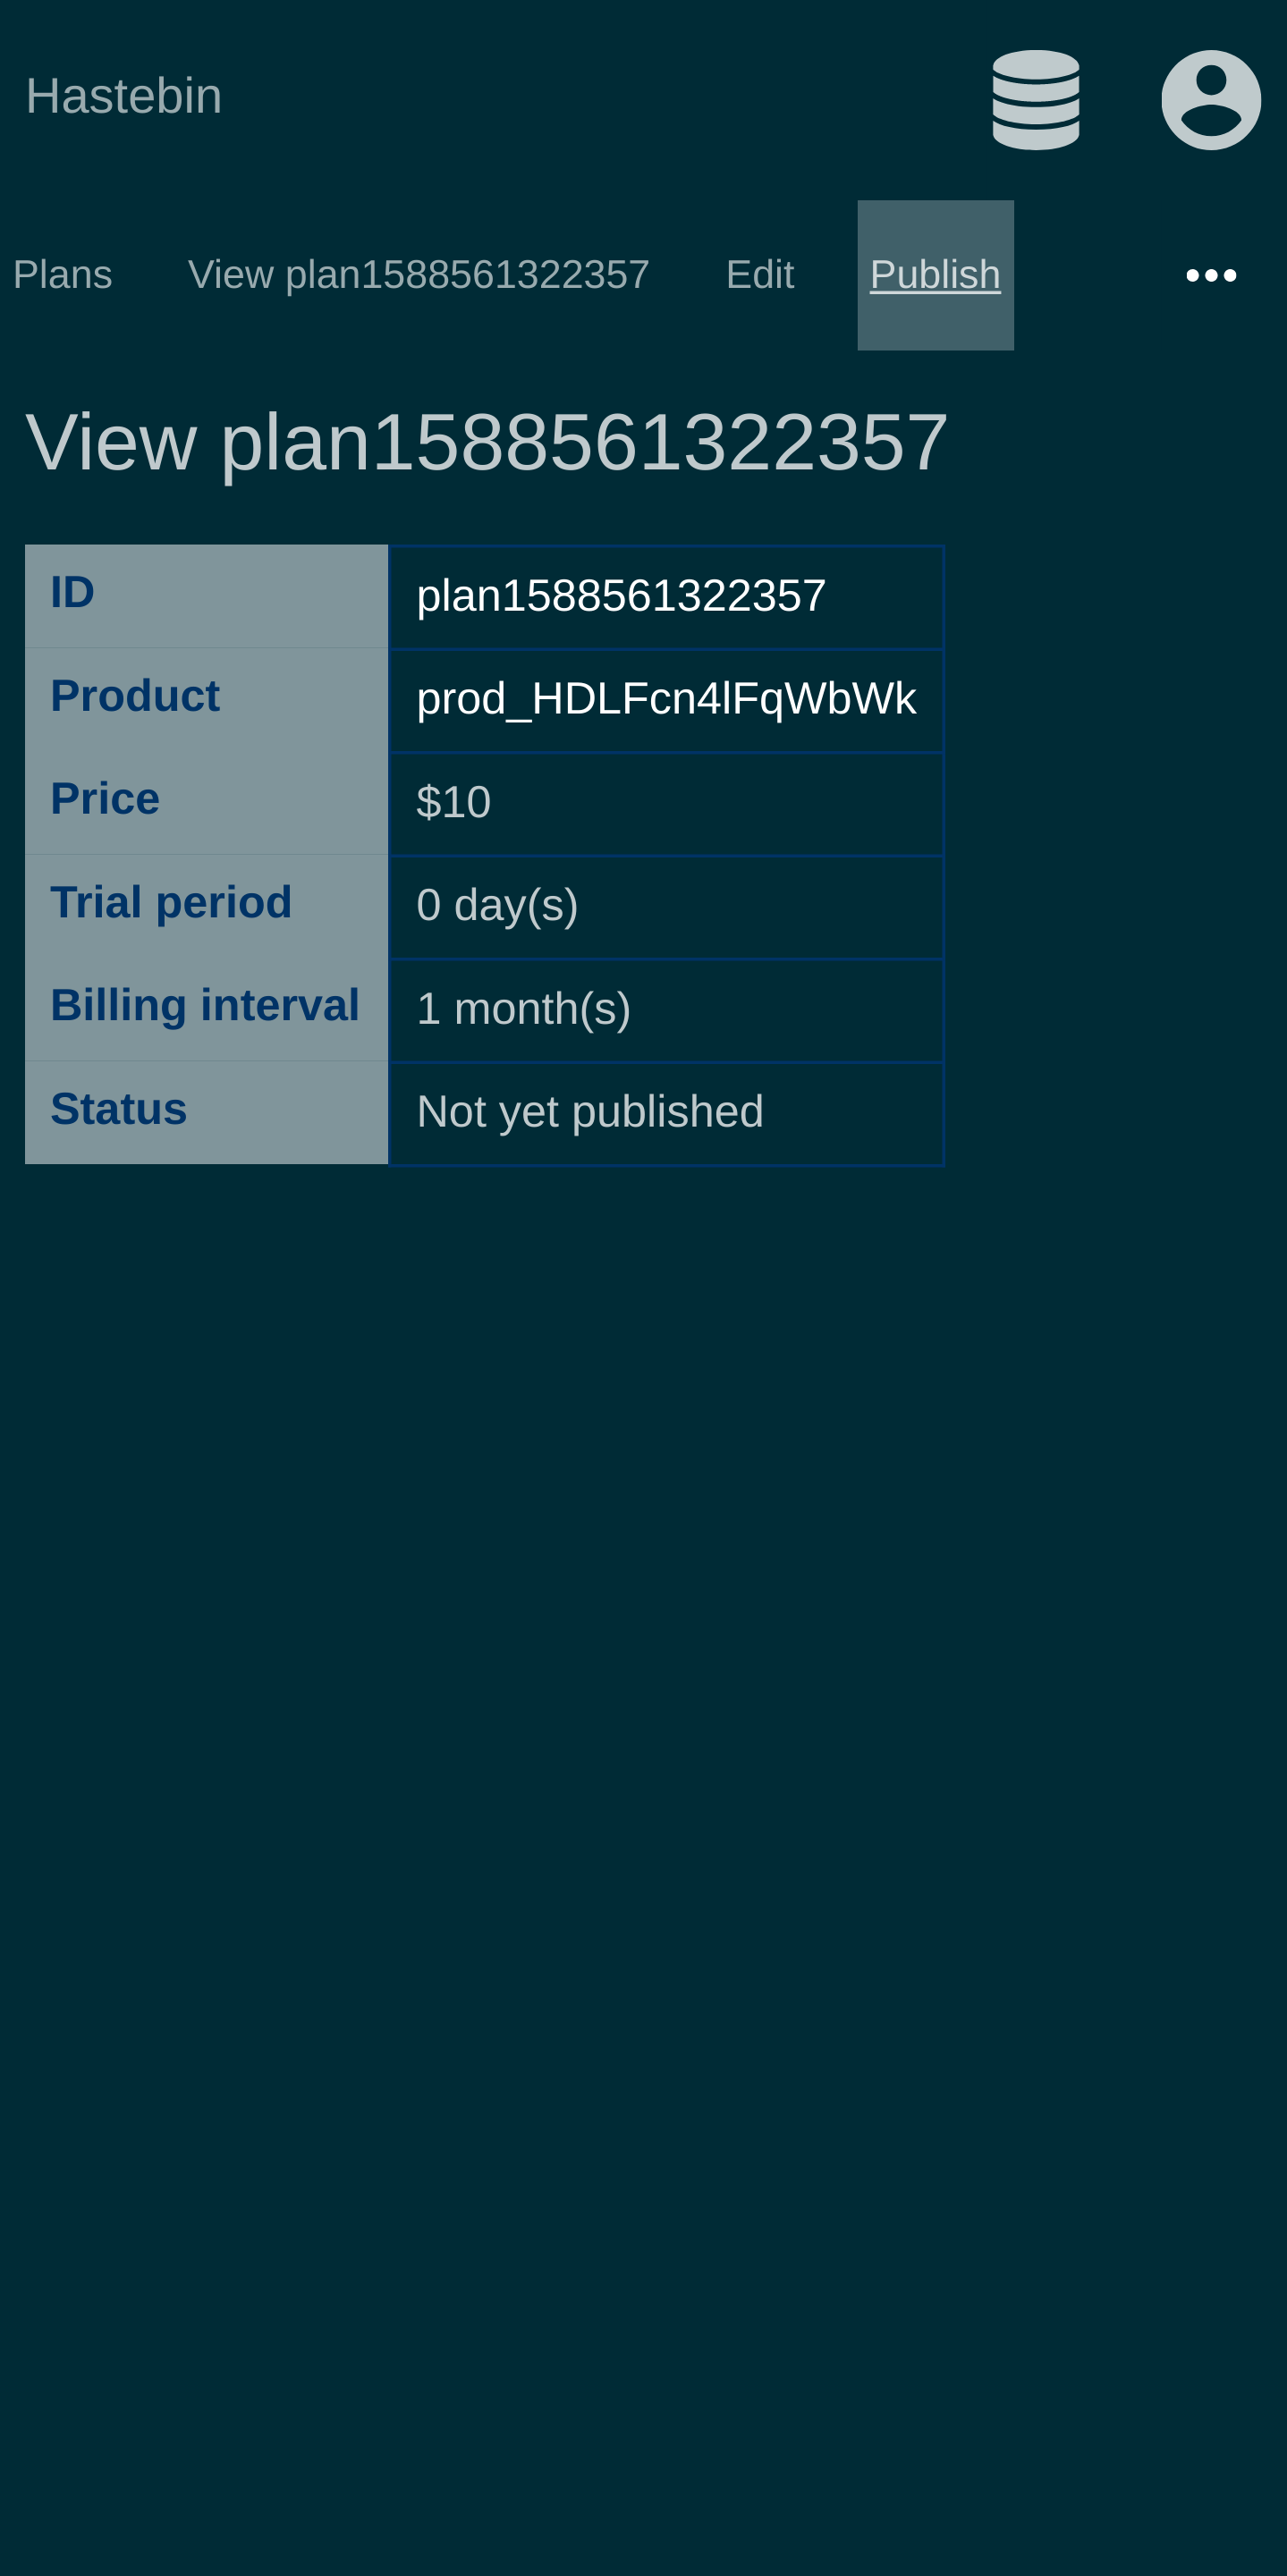 Hastebin
Plans View plan1588561322357 Edit Publish
View plan1588561322357
ID plan1588561322357
Product prod_HDLFcn4lFqWbWk
Price $10
Trial period 0 day(s)
Billing interval 1 month(s)
Status Not yet published